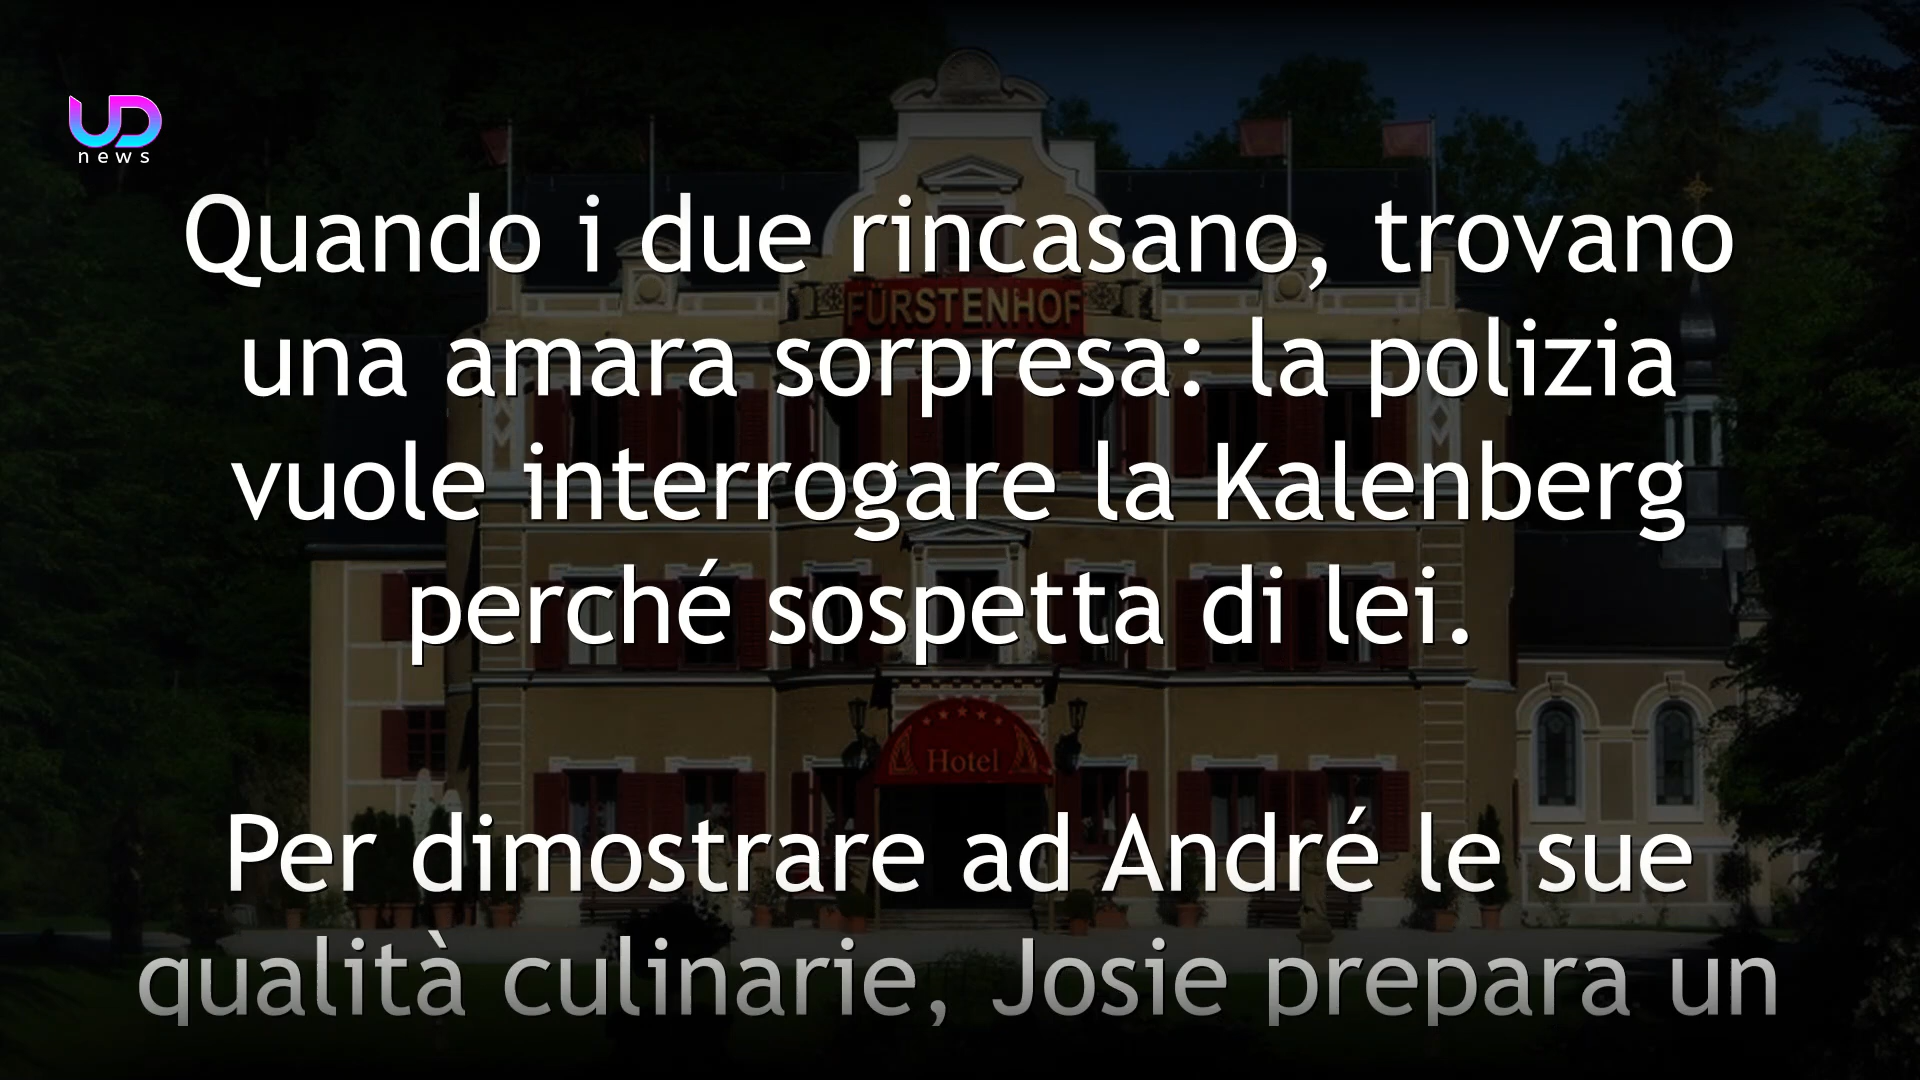 UD
news
Quando i due rincasano, trovano
FÜRSTENHOF
una amara sorpresa: la polizia
vuole interrogare la Kalenberg
perché sospetta di lei.
Hotel
Per dimostrare ad André le sue
qualità culinarie, Josie prepara un